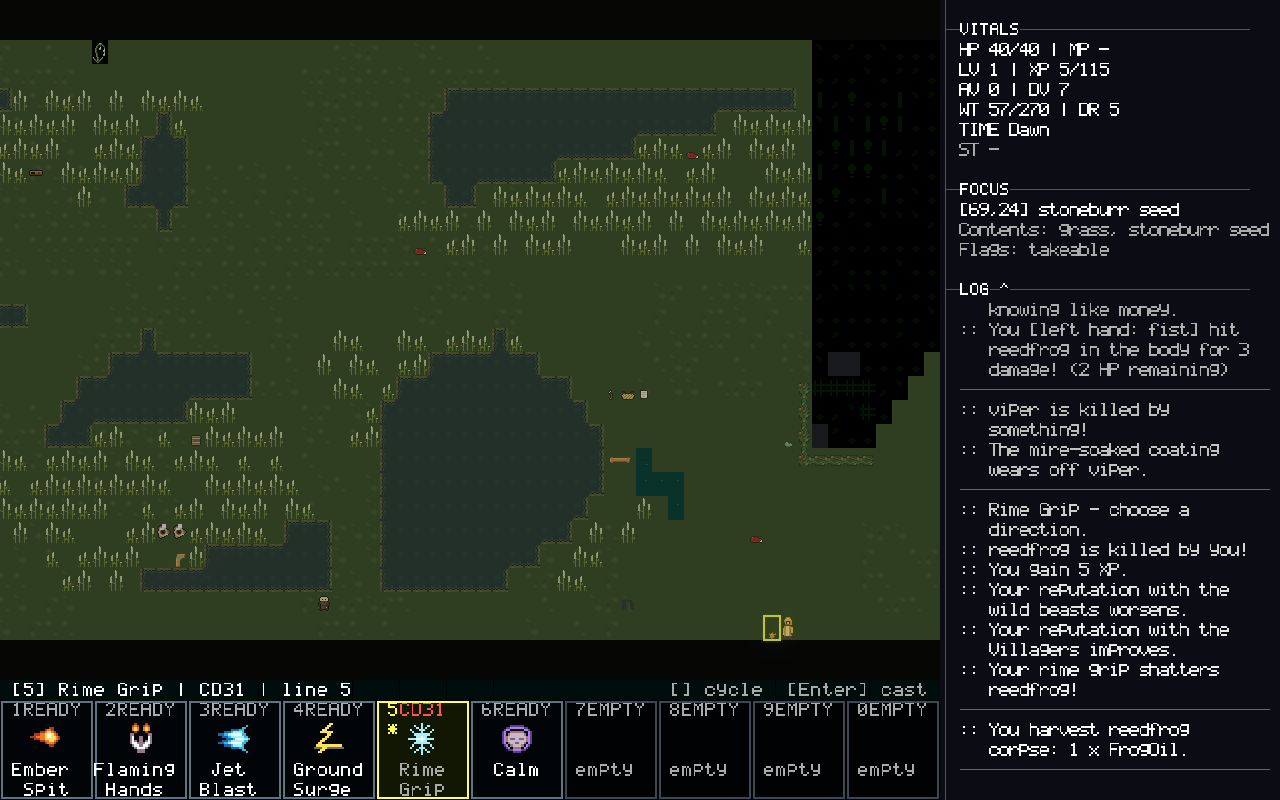 VITALS
HP 40/40 | MP -
LV 1 | XP 5/115
AV 0 | DV 7
WT 57/270 | DR 5
TIME Dawn
ST -
FOCUS
[69,24] stoneburr seed
Contents: grass, stoneburr seed
Flags: takeable
LOG ^
knowing like money.
:: You [left hand: fist] hit
reedfrog in the body for 3
damage! (2 HP remaining)
:: viper is killed by
something!
:: The mire-soaked coating
wears off viper.
:: Rime Grip - choose a
direction.
:: reedfrog is killed by you!
:: You gain 5 XP.
:: Your reputation with the
wild beasts worsens.
:: Your reputation with the
Villagers improves.
:: Your rime grip shatters
reedfrog!
:: You harvest reedfrog
corpse: 1 x FrogOil.
[5] Rime Grip | CD31 | line 5
[] cycle [Enter] cast
1READY 2READY 3READY 4READY 5CD31 6READY 7EMPTY 8EMPTY 9EMPTY 0EMPTY
*
Ember Flaming Jet Ground Rime Calm empty empty empty empty
Spit Hands Blast Surge Grip